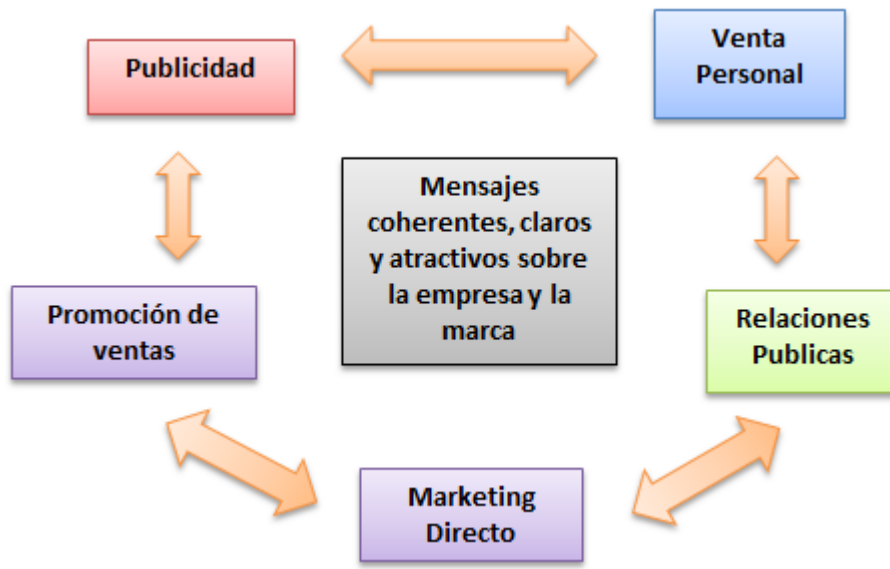 Publicidad
Venta
Personal
Mensajes
coherentes, claros
y atractivos sobre
la empresa y la
marca
Promoción de
ventas
Relaciones
Publicas
Marketing
Directo